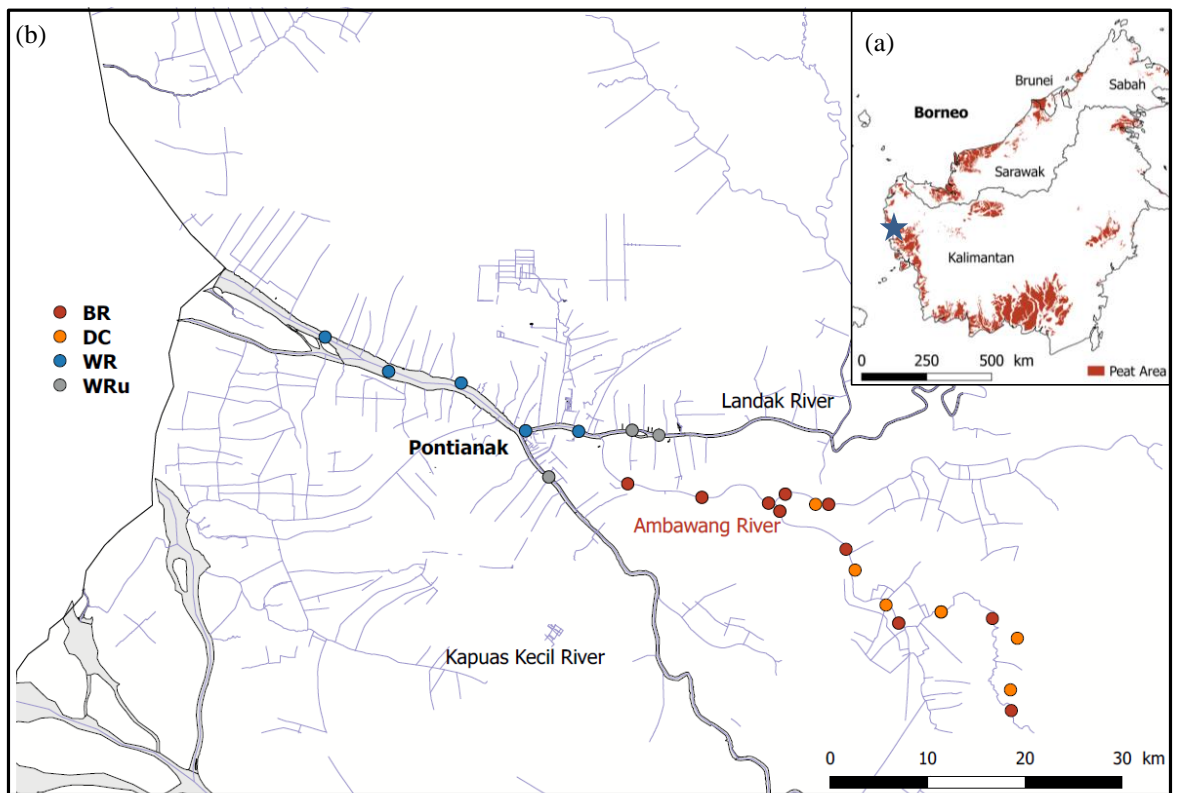 (b)
(a)
Brunei
Sabah
Borneo
Sarawak
Kalimantan
0 250 500 km
Peat Area
BR
DC
WR
WRu
Landak River
Pontianak
Ambawang River
Kapuas Kecil River
0 10 20 30 km